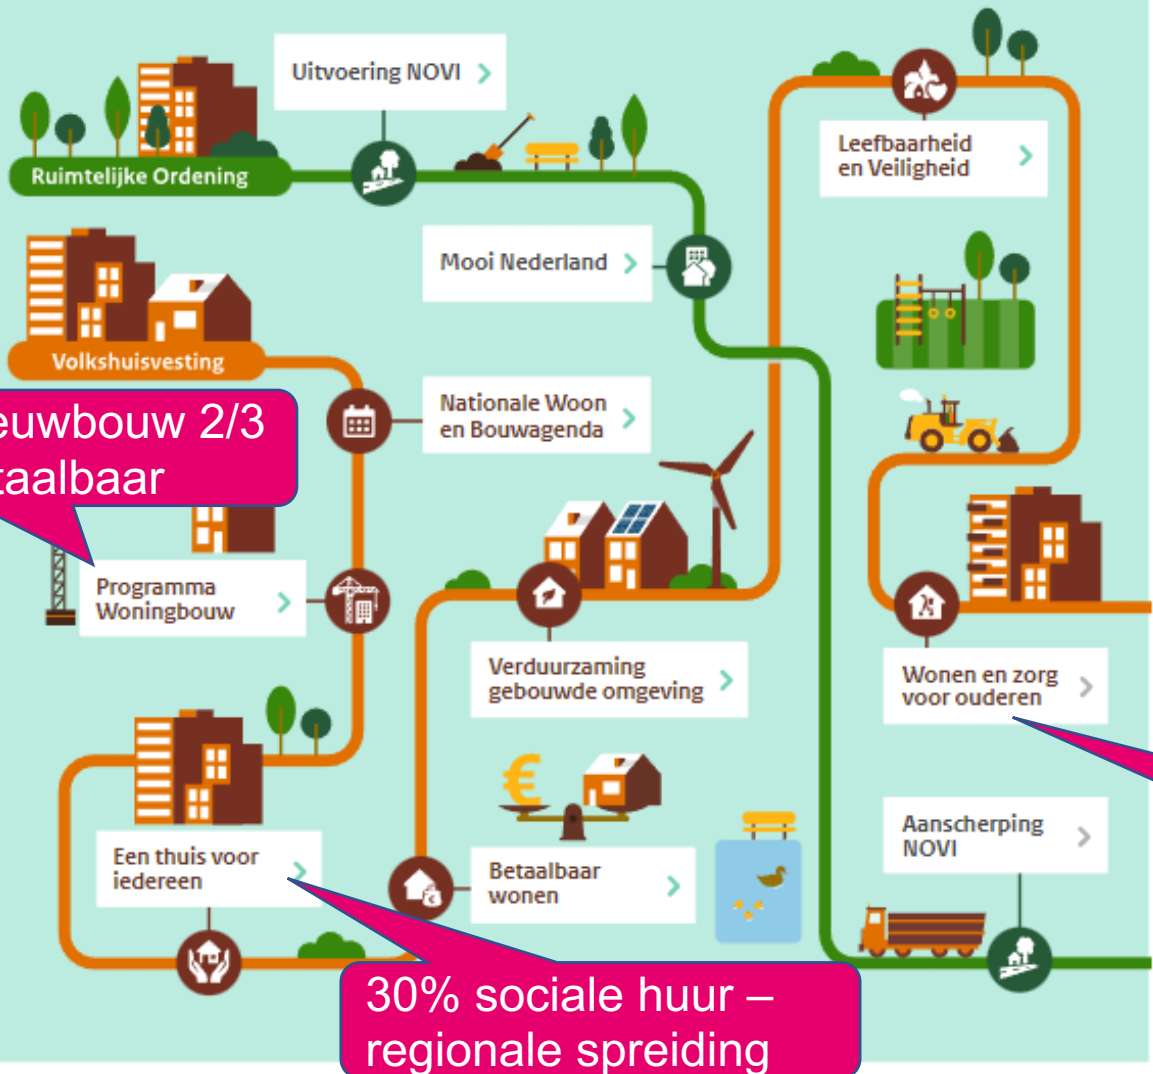 Uitvoering NOVI
Ruimtelijke Ordening
Leefbaarheid
en Veiligheid
Mooi Nederland
Volkshuisvesting
Nationale Woon
en Bouwagenda
euwbouw 2/3
taalbaar
Programma
Woningbouw
Verduurzaming
gebouwde omgeving
Wonen en zorg
voor ouderen
Een thuis voor
iedereen
€
Betaalbaar
wonen
Aanscherping
NOVI
30% sociale huur –
regionale spreiding